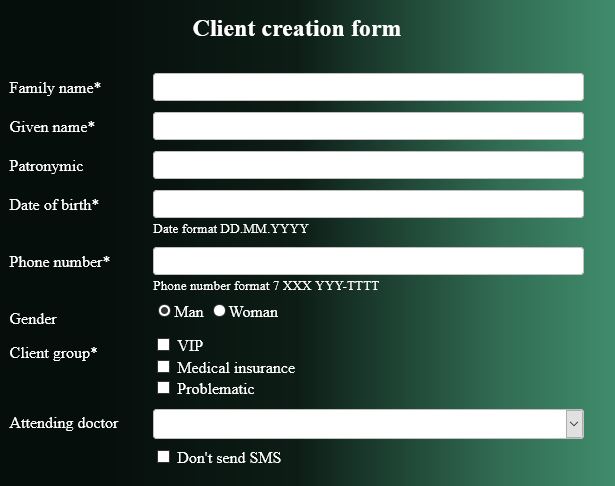 Client creation form
Family name*
Given name*
Patronymic
Date of birth*
Date format DD.MM.YYYY
Phone number*
Phone number format 7 XXX YYY-TTTT
Gender Man Woman
Client group* VIP
Medical insurance
Problematic
Attending doctor
Don't send SMS